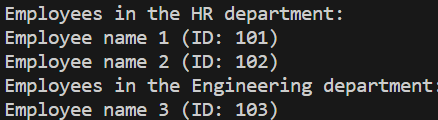 Employees in the HR department:
Employee name 1 (ID: 101)
Employee name 2 (ID: 102)
Employees in the Engineering department:
Employee name 3 (ID: 103)